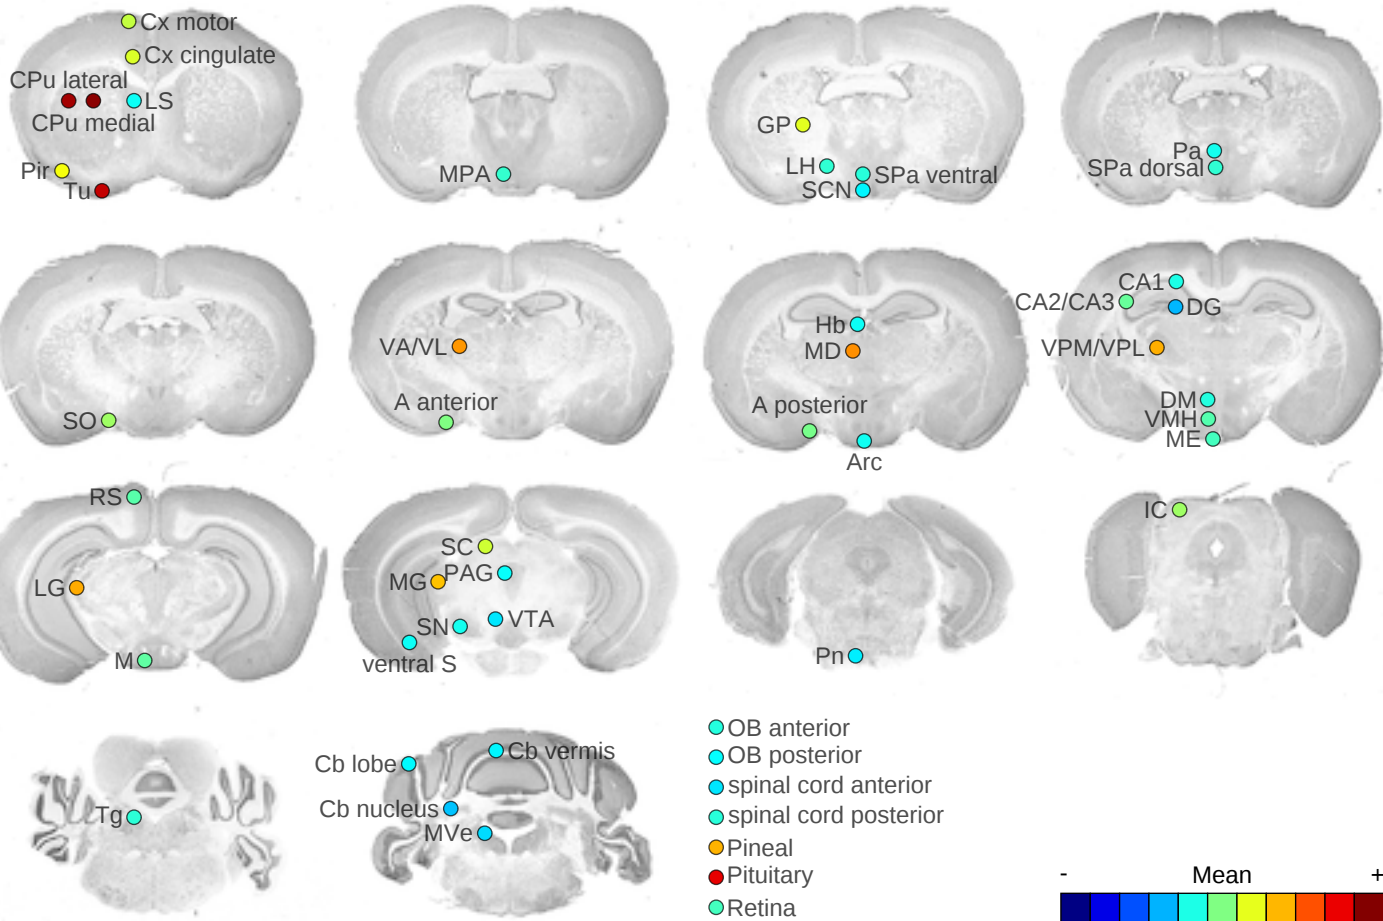 Cx motor
Cx cingulate
CPu lateral
LS
CPu medial
Pir
Tu
MPA
GP
LH
SPa ventral
SCN
Pa
SPa dorsal
SO
VA/VL
A anterior
Hb
MD
A posterior
Arc
CA1
CA2/CA3
DG
VPM/VPL
DM
VMH
ME
RS
LG
M
SC
PAG
MG
VTA
SN
ventral S
Pn
IC
Tg
Cb vermis
Cb lobe
Cb nucleus
MVe
OB anterior
OB posterior
spinal cord anterior
spinal cord posterior
Pineal
Pituitary
Retina
- Mean +